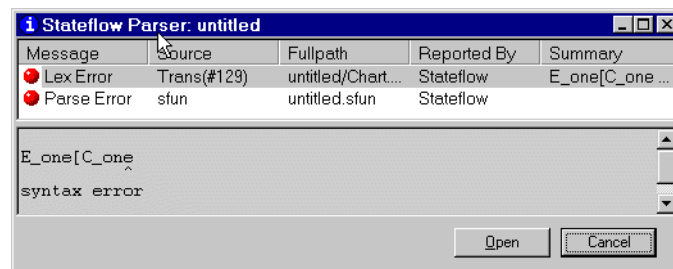 Stateflow Parser: untitled
Message Source Fullpath Reported By Summary
Lex Error Trans(#129) untitled/Chart.... Stateflow E_one[C_one ...
Parse Error sfun untitled.sfun Stateflow
E_one[C_one
^
syntax error
Open Cancel